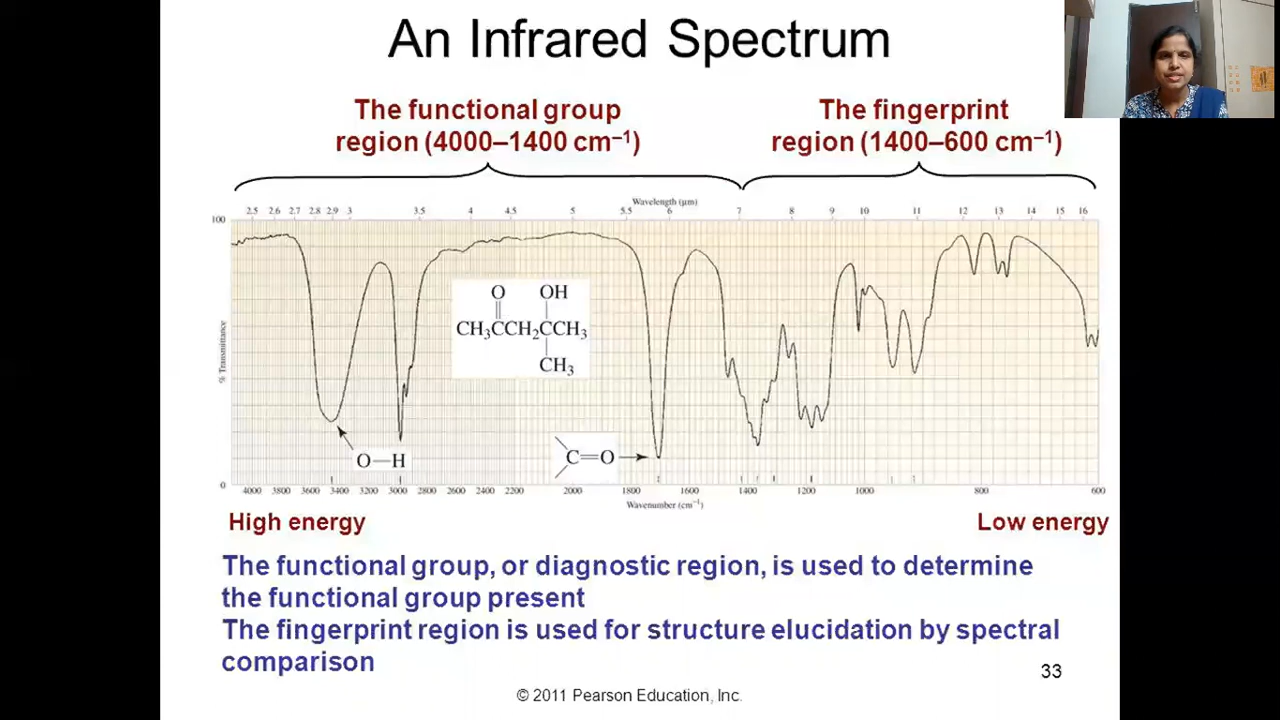 An Infrared Spectrum
The functional group
region (4000–1400 cm⁻¹)
The fingerprint
region (1400–600 cm⁻¹)
Wavelength (μm)
2.5 2.6 2.7 2.8 2.9 3 3.5 4 4.5 5 5.5 6 7 8 9 10 11 12 13 14 15 16
100
% Transmittance
O OH
CH₃CCH₂CCH₃
CH₃
O—H
C=O
0
4000 3800 3600 3400 3200 3000 2800 2600 2400 2200 2000 1800 1600 1400 1200 1000 800 600
Wavenumber (cm⁻¹)
High energy
Low energy
The functional group, or diagnostic region, is used to determine
the functional group present
The fingerprint region is used for structure elucidation by spectral
comparison
33
© 2011 Pearson Education, Inc.